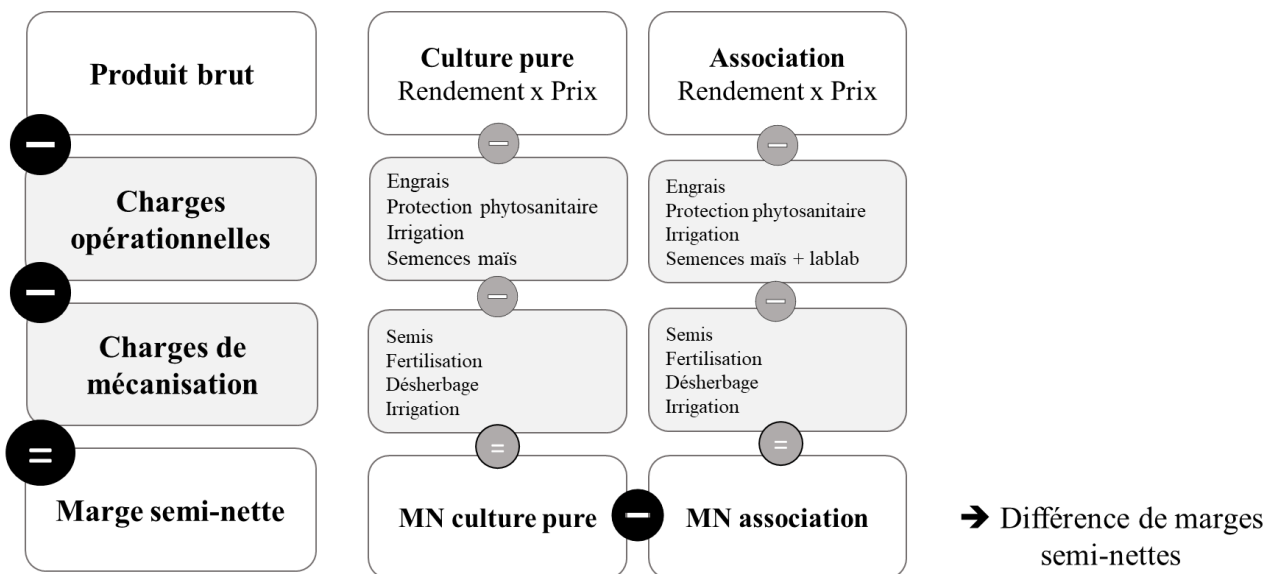 Produit brut
Culture pure
Rendement x Prix
Association
Rendement x Prix
Charges
opérationnelles
Engrais
Protection phytosanitaire
Irrigation
Semences maïs
Engrais
Protection phytosanitaire
Irrigation
Semences maïs + lablab
Charges de
mécanisation
Semis
Fertilisation
Désherbage
Irrigation
Semis
Fertilisation
Désherbage
Irrigation
=
=
=
Marge semi-nette
MN culture pure
MN association
➔ Différence de marges
semi-nettes